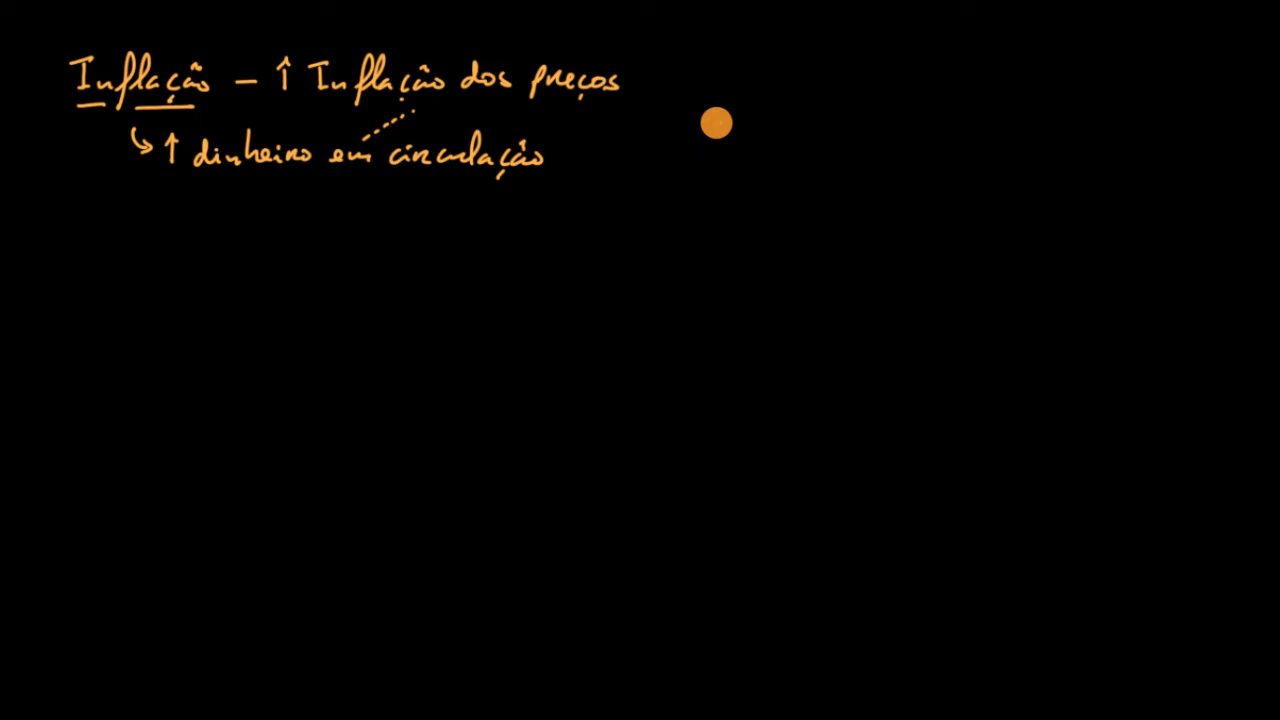 Inflação - ↑ Inflação dos preços
↳ ↑ dinheiro em circulação